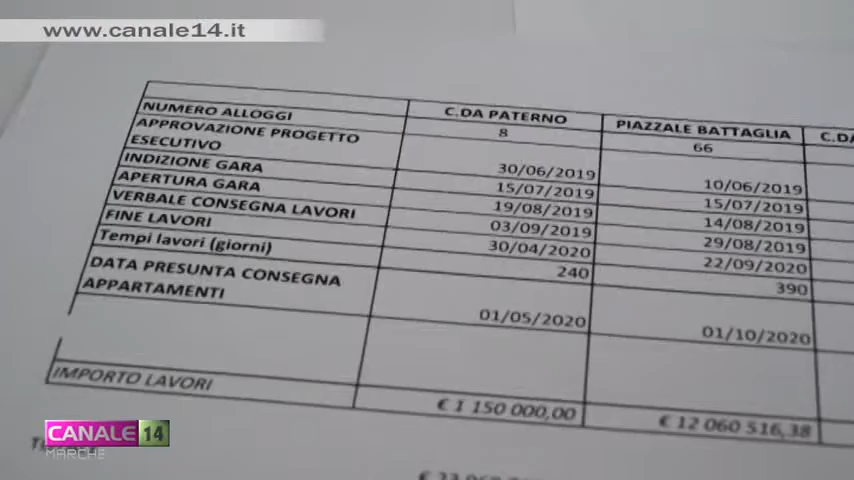 www.canale14.it
C.DA PATERNO PIAZZALE BATTAGLIA C.DA
NUMERO ALLOGGI 8 66
APPROVAZIONE PROGETTO
ESECUTIVO 30/06/2019 10/06/2019
INDIZIONE GARA 15/07/2019 15/07/2019
APERTURA GARA 19/08/2019 14/08/2019
VERBALE CONSEGNA LAVORI 03/09/2019 29/08/2019
FINE LAVORI 30/04/2020 22/09/2020
Tempi lavori (giorni) 240 390
DATA PRESUNTA CONSEGNA
APPARTAMENTI 01/05/2020 01/10/2020
IMPORTO LAVORI € 1 150 000,00 € 12 060 516,38
CANALE 14
MARCHE